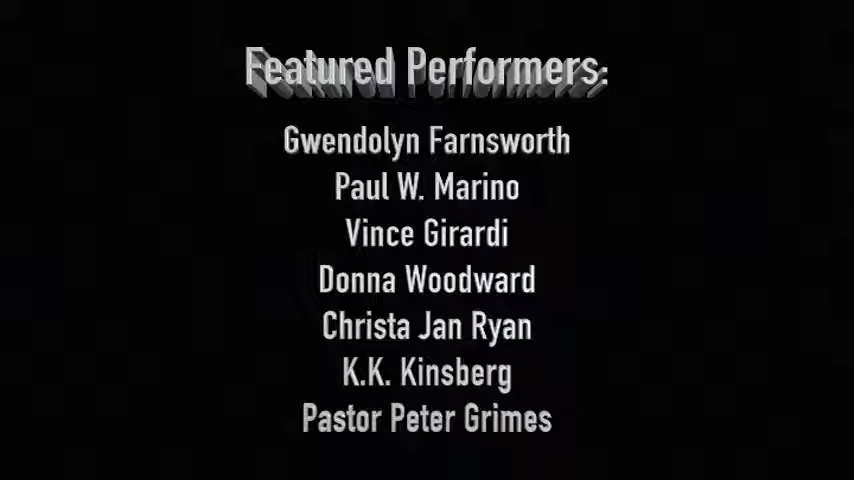 Featured Performers:
Gwendolyn Farnsworth
Paul W. Marino
Vince Girardi
Donna Woodward
Christa Jan Ryan
K.K. Kinsberg
Pastor Peter Grimes